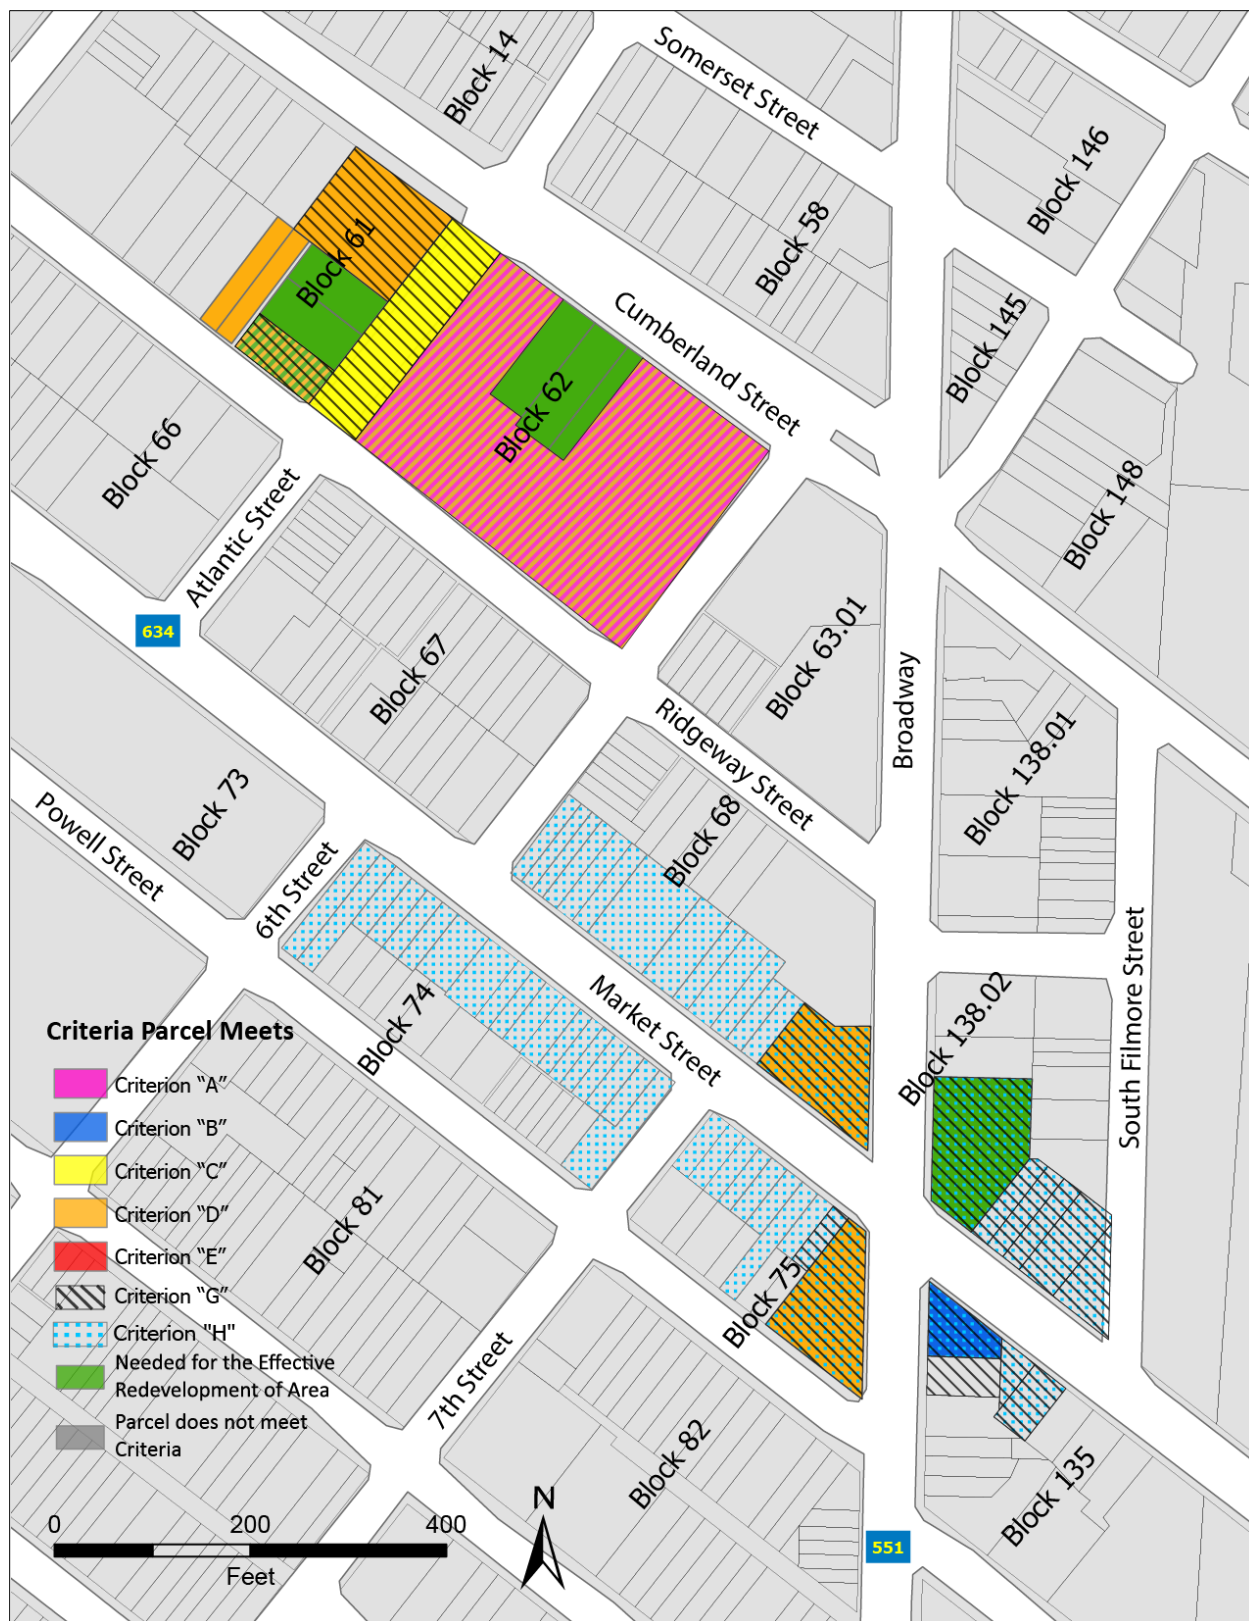 Block 14
Somerset Street
Block 146
Block 58
Block 61
Block 145
Cumberland Street
Block 62
Block 66
Block 148
Atlantic Street
634
Block 67
Block 63.01
Ridgeway Street
Broadway
Block 138.01
Block 73
Powell Street
Block 68
6th Street
Block 74
Market Street
Block 138.02
South Filmore Street
Block 81
Block 75
7th Street
Block 82
Block 135
551
Criteria Parcel Meets
Criterion “A”
Criterion “B”
Criterion “C”
Criterion “D”
Criterion “E”
Criterion “G”
Criterion "H"
Needed for the Effective
Redevelopment of Area
Parcel does not meet
Criteria
0 200 400
Feet
N